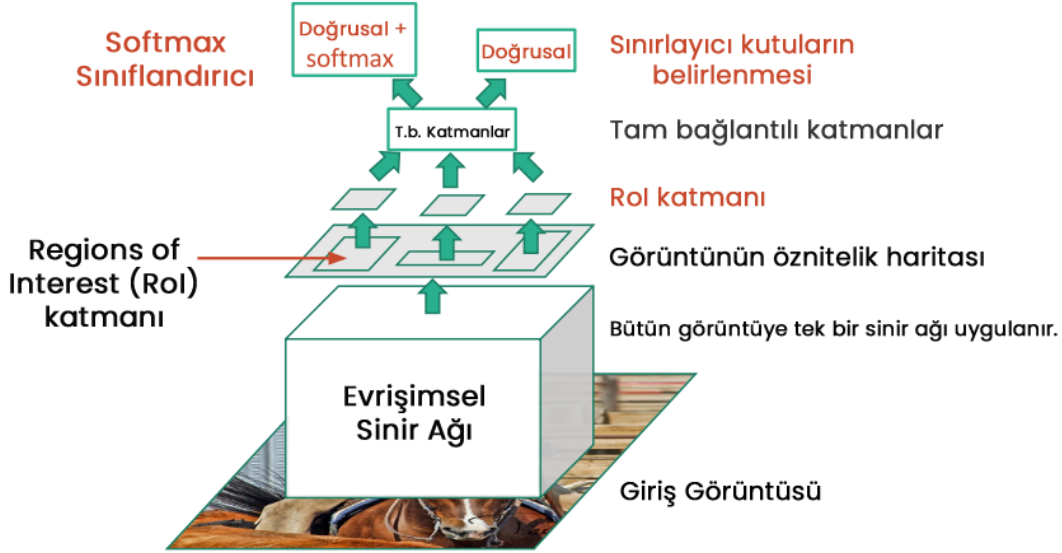 Softmax
Sınıflandırıcı
Doğrusal +
softmax
Doğrusal
Sınırlayıcı kutuların
belirlenmesi
T.b. Katmanlar
Tam bağlantılı katmanlar
RoI katmanı
Regions of
Interest (RoI)
katmanı
Görüntünün öznitelik haritası
Bütün görüntüye tek bir sinir ağı uygulanır.
Evrişimsel
Sinir Ağı
Giriş Görüntüsü